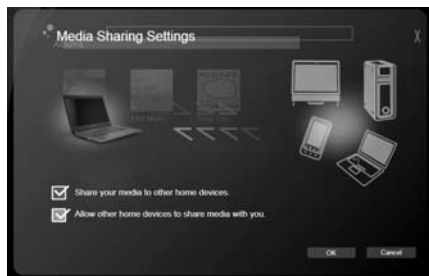 Media Sharing Settings
Share your media to other home devices.
Allow other home devices to share media with you.
OK
Cancel